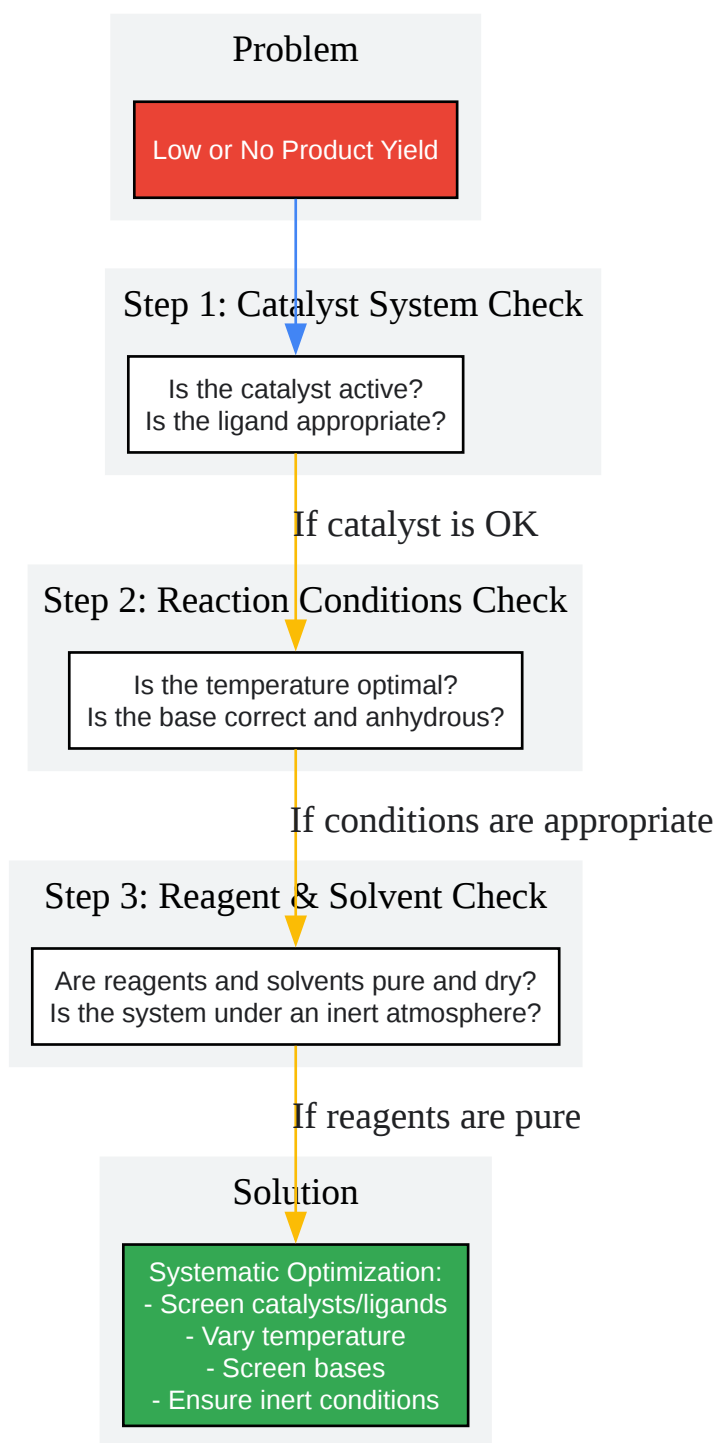 Problem
Low or No Product Yield
Step 1: Catalyst System Check
Is the catalyst active?
Is the ligand appropriate?
If catalyst is OK
Step 2: Reaction Conditions Check
Is the temperature optimal?
Is the base correct and anhydrous?
If conditions are appropriate
Step 3: Reagent & Solvent Check
Are reagents and solvents pure and dry?
Is the system under an inert atmosphere?
If reagents are pure
Solution
Systematic Optimization:
- Screen catalysts/ligands
- Vary temperature
- Screen bases
- Ensure inert conditions